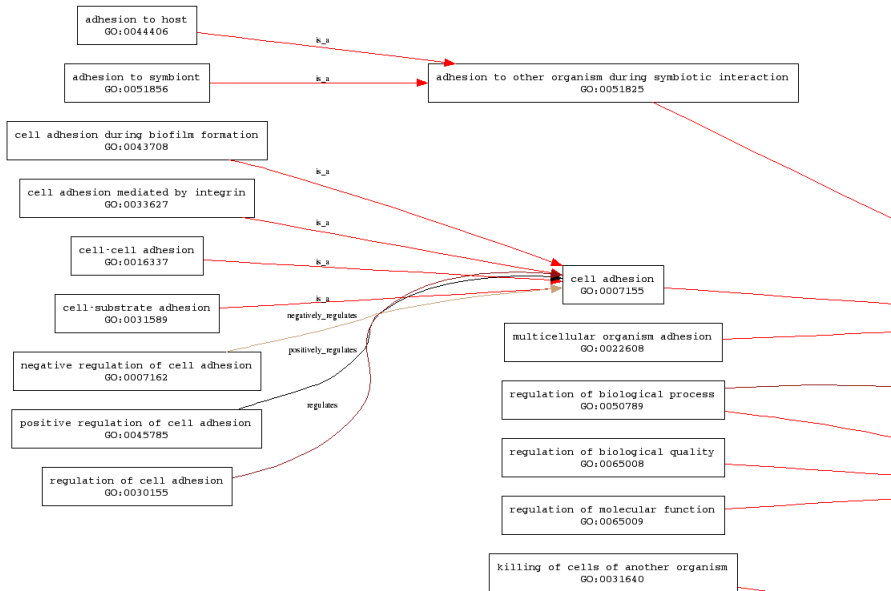 adhesion to host
GO:0044406
is_a
adhesion to symbiont
GO:0051856
is_a
adhesion to other organism during symbiotic interaction
GO:0051825
cell adhesion during biofilm formation
GO:0043708
is_a
cell adhesion mediated by integrin
GO:0033627
is_a
cell-cell adhesion
GO:0016337
is_a
cell adhesion
GO:0007155
cell-substrate adhesion
GO:0031589
is_a
negatively_regulates
negative regulation of cell adhesion
GO:0007162
positively_regulates
multicellular organism adhesion
GO:0022608
positive regulation of cell adhesion
GO:0045785
regulates
regulation of biological process
GO:0050789
regulation of cell adhesion
GO:0030155
regulation of biological quality
GO:0065008
regulation of molecular function
GO:0065009
killing of cells of another organism
GO:0031640